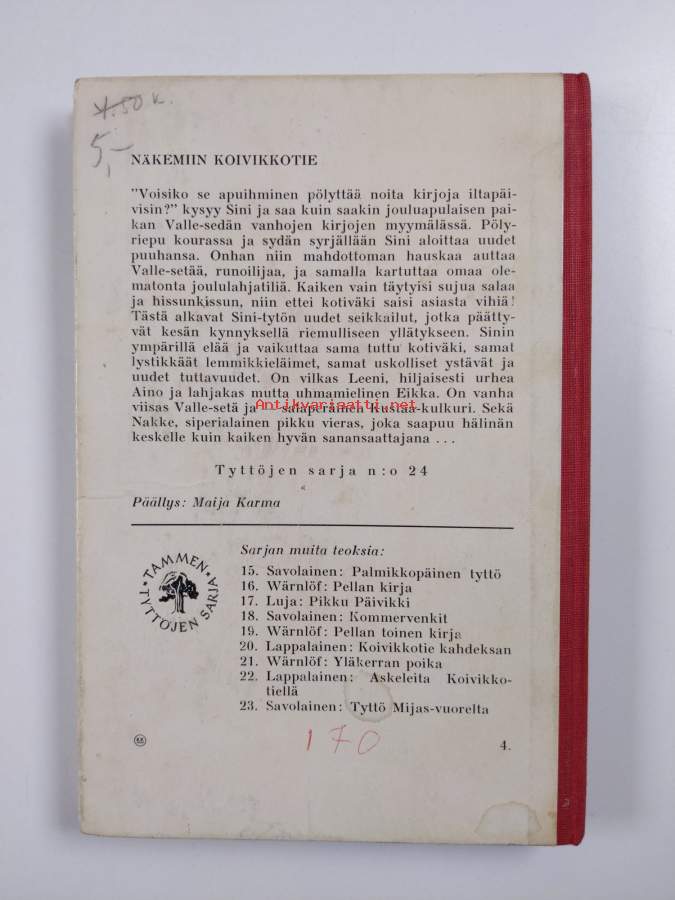 4.50 k.
5,-
NÄKEMIIN KOIVIKKOTIE
"Voisiko se apuihminen pölyttää noita kirjoja iltapäi-
visin?" kysyy Sini ja saa kuin saakin jouluapulaisen pai-
kan Valle-sedän vanhojen kirjojen myymälässä. Pöly-
riepu kourassa ja sydän syrjällään Sini aloittaa uudet
puuhansa. Onhan niin mahdottoman hauskaa auttaa
Valle-setää, runoilijaa, ja samalla kartuttaa omaa ole-
matonta joululahjatiliä. Kaiken vain täytyisi sujua salaa
ja hissunkissun, niin ettei kotiväki saisi asiasta vihiä!
Tästä alkavat Sini-tytön uudet seikkailut, jotka päätty-
vät kesän kynnyksellä riemulliseen yllätykseen. Sinin
ympärillä elää ja vaikuttaa sama tuttu kotiväki, samat
lystikkäät lemmikkieläimet, samat uskolliset ystävät ja
uudet tuttavuudet. On vilkas Leeni, hiljaisesti urhea
Aino ja lahjakas mutta uhmamielinen Eikka. On vanha
viisas Valle-setä ja — salaperäinen Kustaa-kulkuri. Sekä
Antikvariaatti.net
Nakke, siperialainen pikku vieras, joka saapuu hälinän
keskelle kuin kaiken hyvän sanansaattajana ...
Tyttöjen sarja n:o 24
Päällys: Maija Karma
TAMMEN TYTTÖJEN SARJA
Sarjan muita teoksia:
15. Savolainen: Palmikkopäinen tyttö
16. Wärnlöf: Pellan kirja
17. Luja: Pikku Päivikki
18. Savolainen: Kommervenkit
19. Wärnlöf: Pellan toinen kirja
20. Lappalainen: Koivikkotie kahdeksan
21. Wärnlöf: Yläkerran poika
22. Lappalainen: Askeleita Koivikko-
tiellä
23. Savolainen: Tyttö Mijas-vuorelta
170
4.